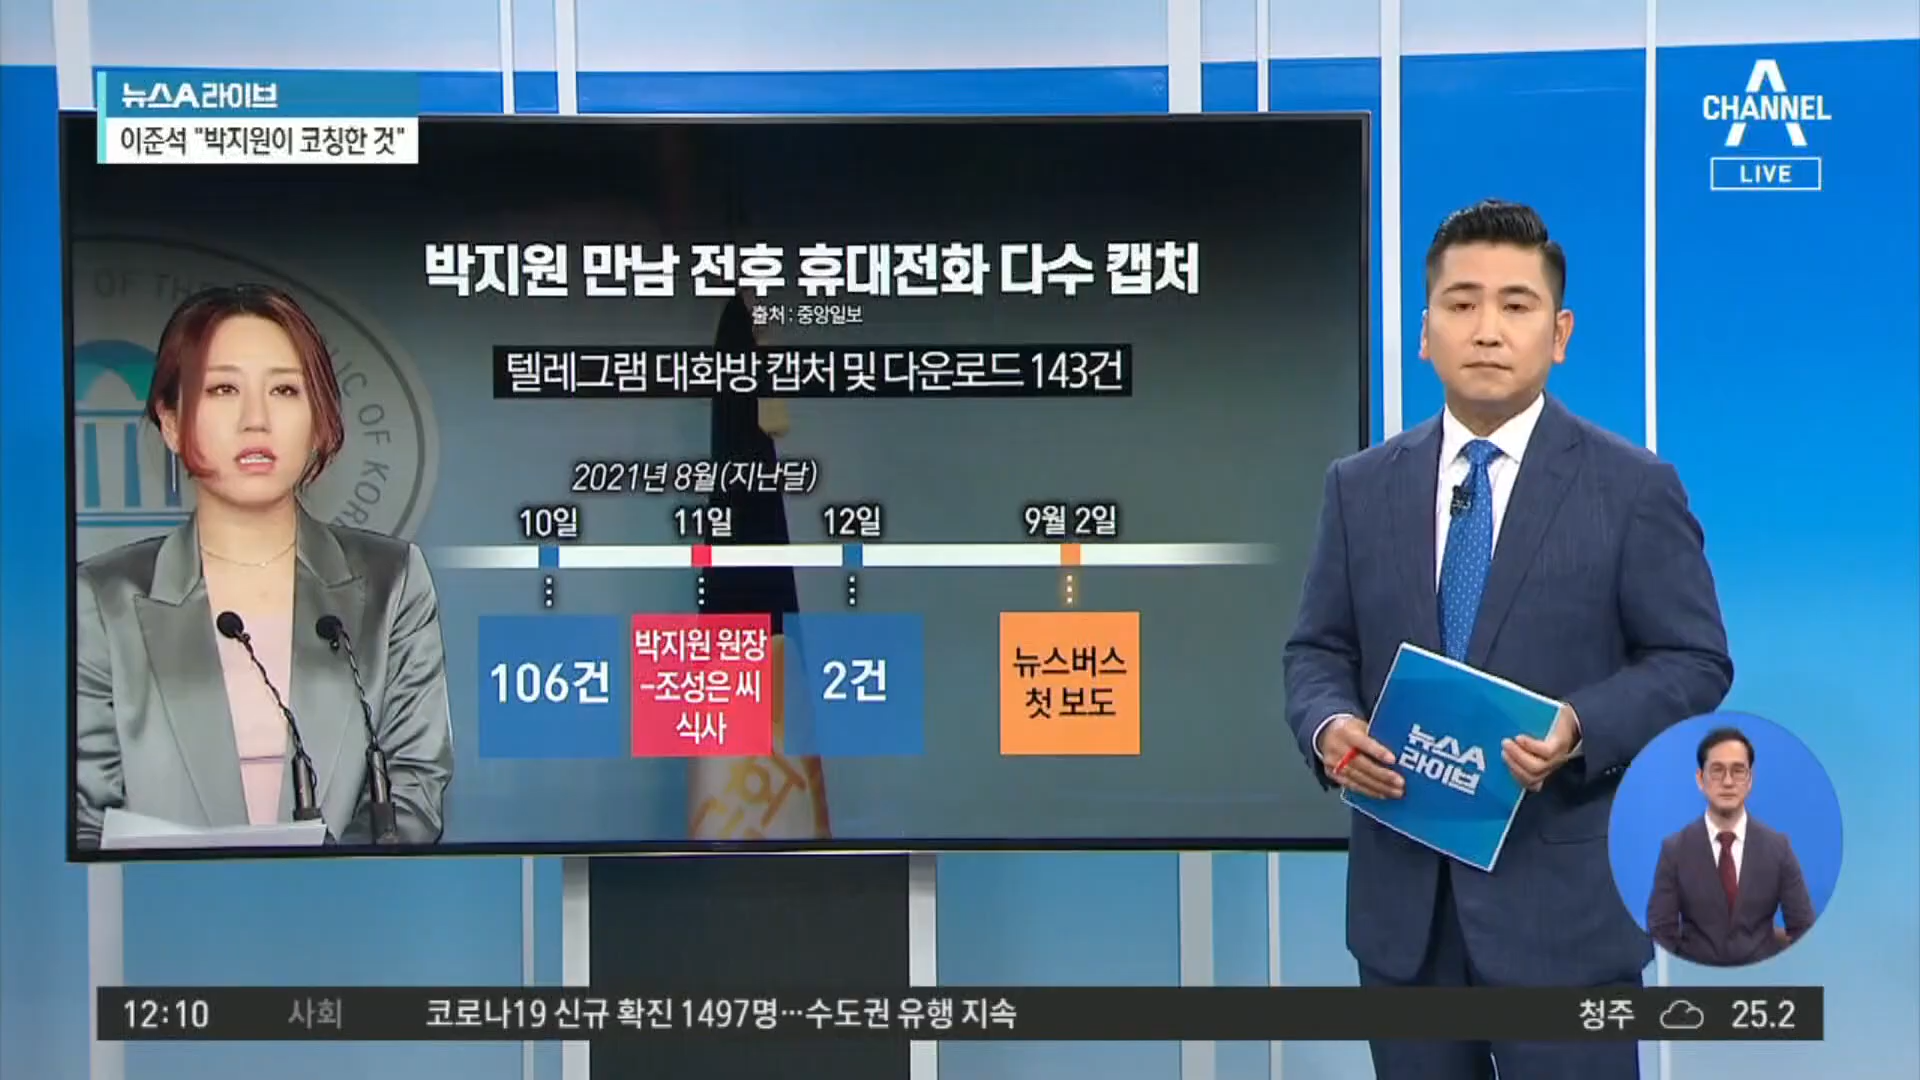 뉴스A 라이브
이준석 "박지원이 코칭한 것"
CHANNEL A
LIVE
박지원 만남 전후 휴대전화 다수 캡처
출처 : 중앙일보
텔레그램 대화방 캡처 및 다운로드 143건
2021년 8월(지난달)
10일 11일 12일 9월 2일
106건
박지원 원장
-조성은 씨
식사
2건
뉴스버스
첫 보도
OF THE
PUBLIC OF KOREA
뉴스A
라이브
12:10 사회 코로나19 신규 확진 1497명…수도권 유행 지속 청주 25.2